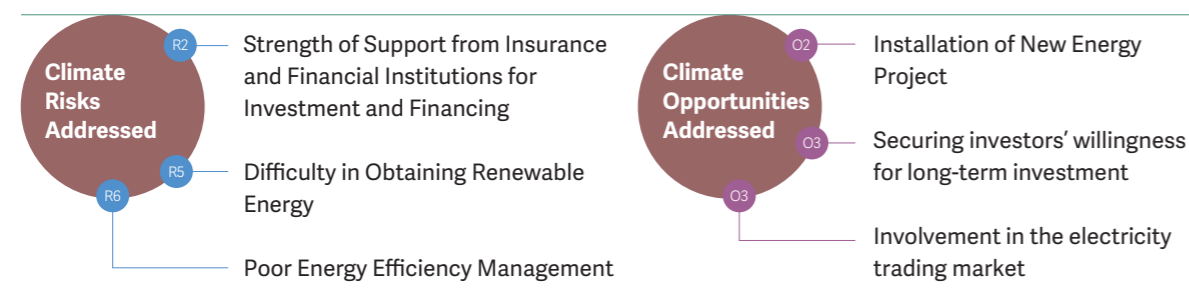 Climate
Risks
Addressed
R2
Strength of Support from Insurance
and Financial Institutions for
Investment and Financing
R5
Difficulty in Obtaining Renewable
Energy
R6
Poor Energy Efficiency Management
Climate
Opportunities
Addressed
O2
Installation of New Energy
Project
O3
Securing investors’ willingness
for long-term investment
O3
Involvement in the electricity
trading market